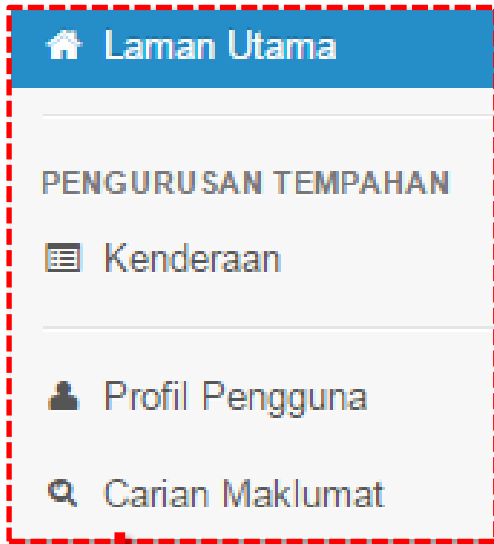 Laman Utama
PENGURUSAN TEMPAHAN
Kenderaan
Profil Pengguna
Carian Maklumat